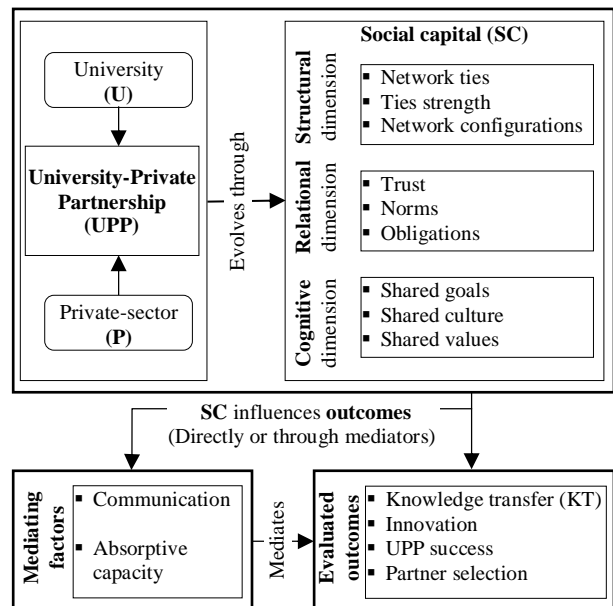 University
(U)
University-Private
Partnership
(UPP)
Private-sector
(P)
Evolves through
Social capital (SC)
Structural
dimension
▪ Network ties
▪ Ties strength
▪ Network configurations
Relational
dimension
▪ Trust
▪ Norms
▪ Obligations
Cognitive
dimension
▪ Shared goals
▪ Shared culture
▪ Shared values
SC influences outcomes
(Directly or through mediators)
Mediating
factors
▪ Communication
▪ Absorptive
capacity
Mediates
Evaluated
outcomes
▪ Knowledge transfer (KT)
▪ Innovation
▪ UPP success
▪ Partner selection